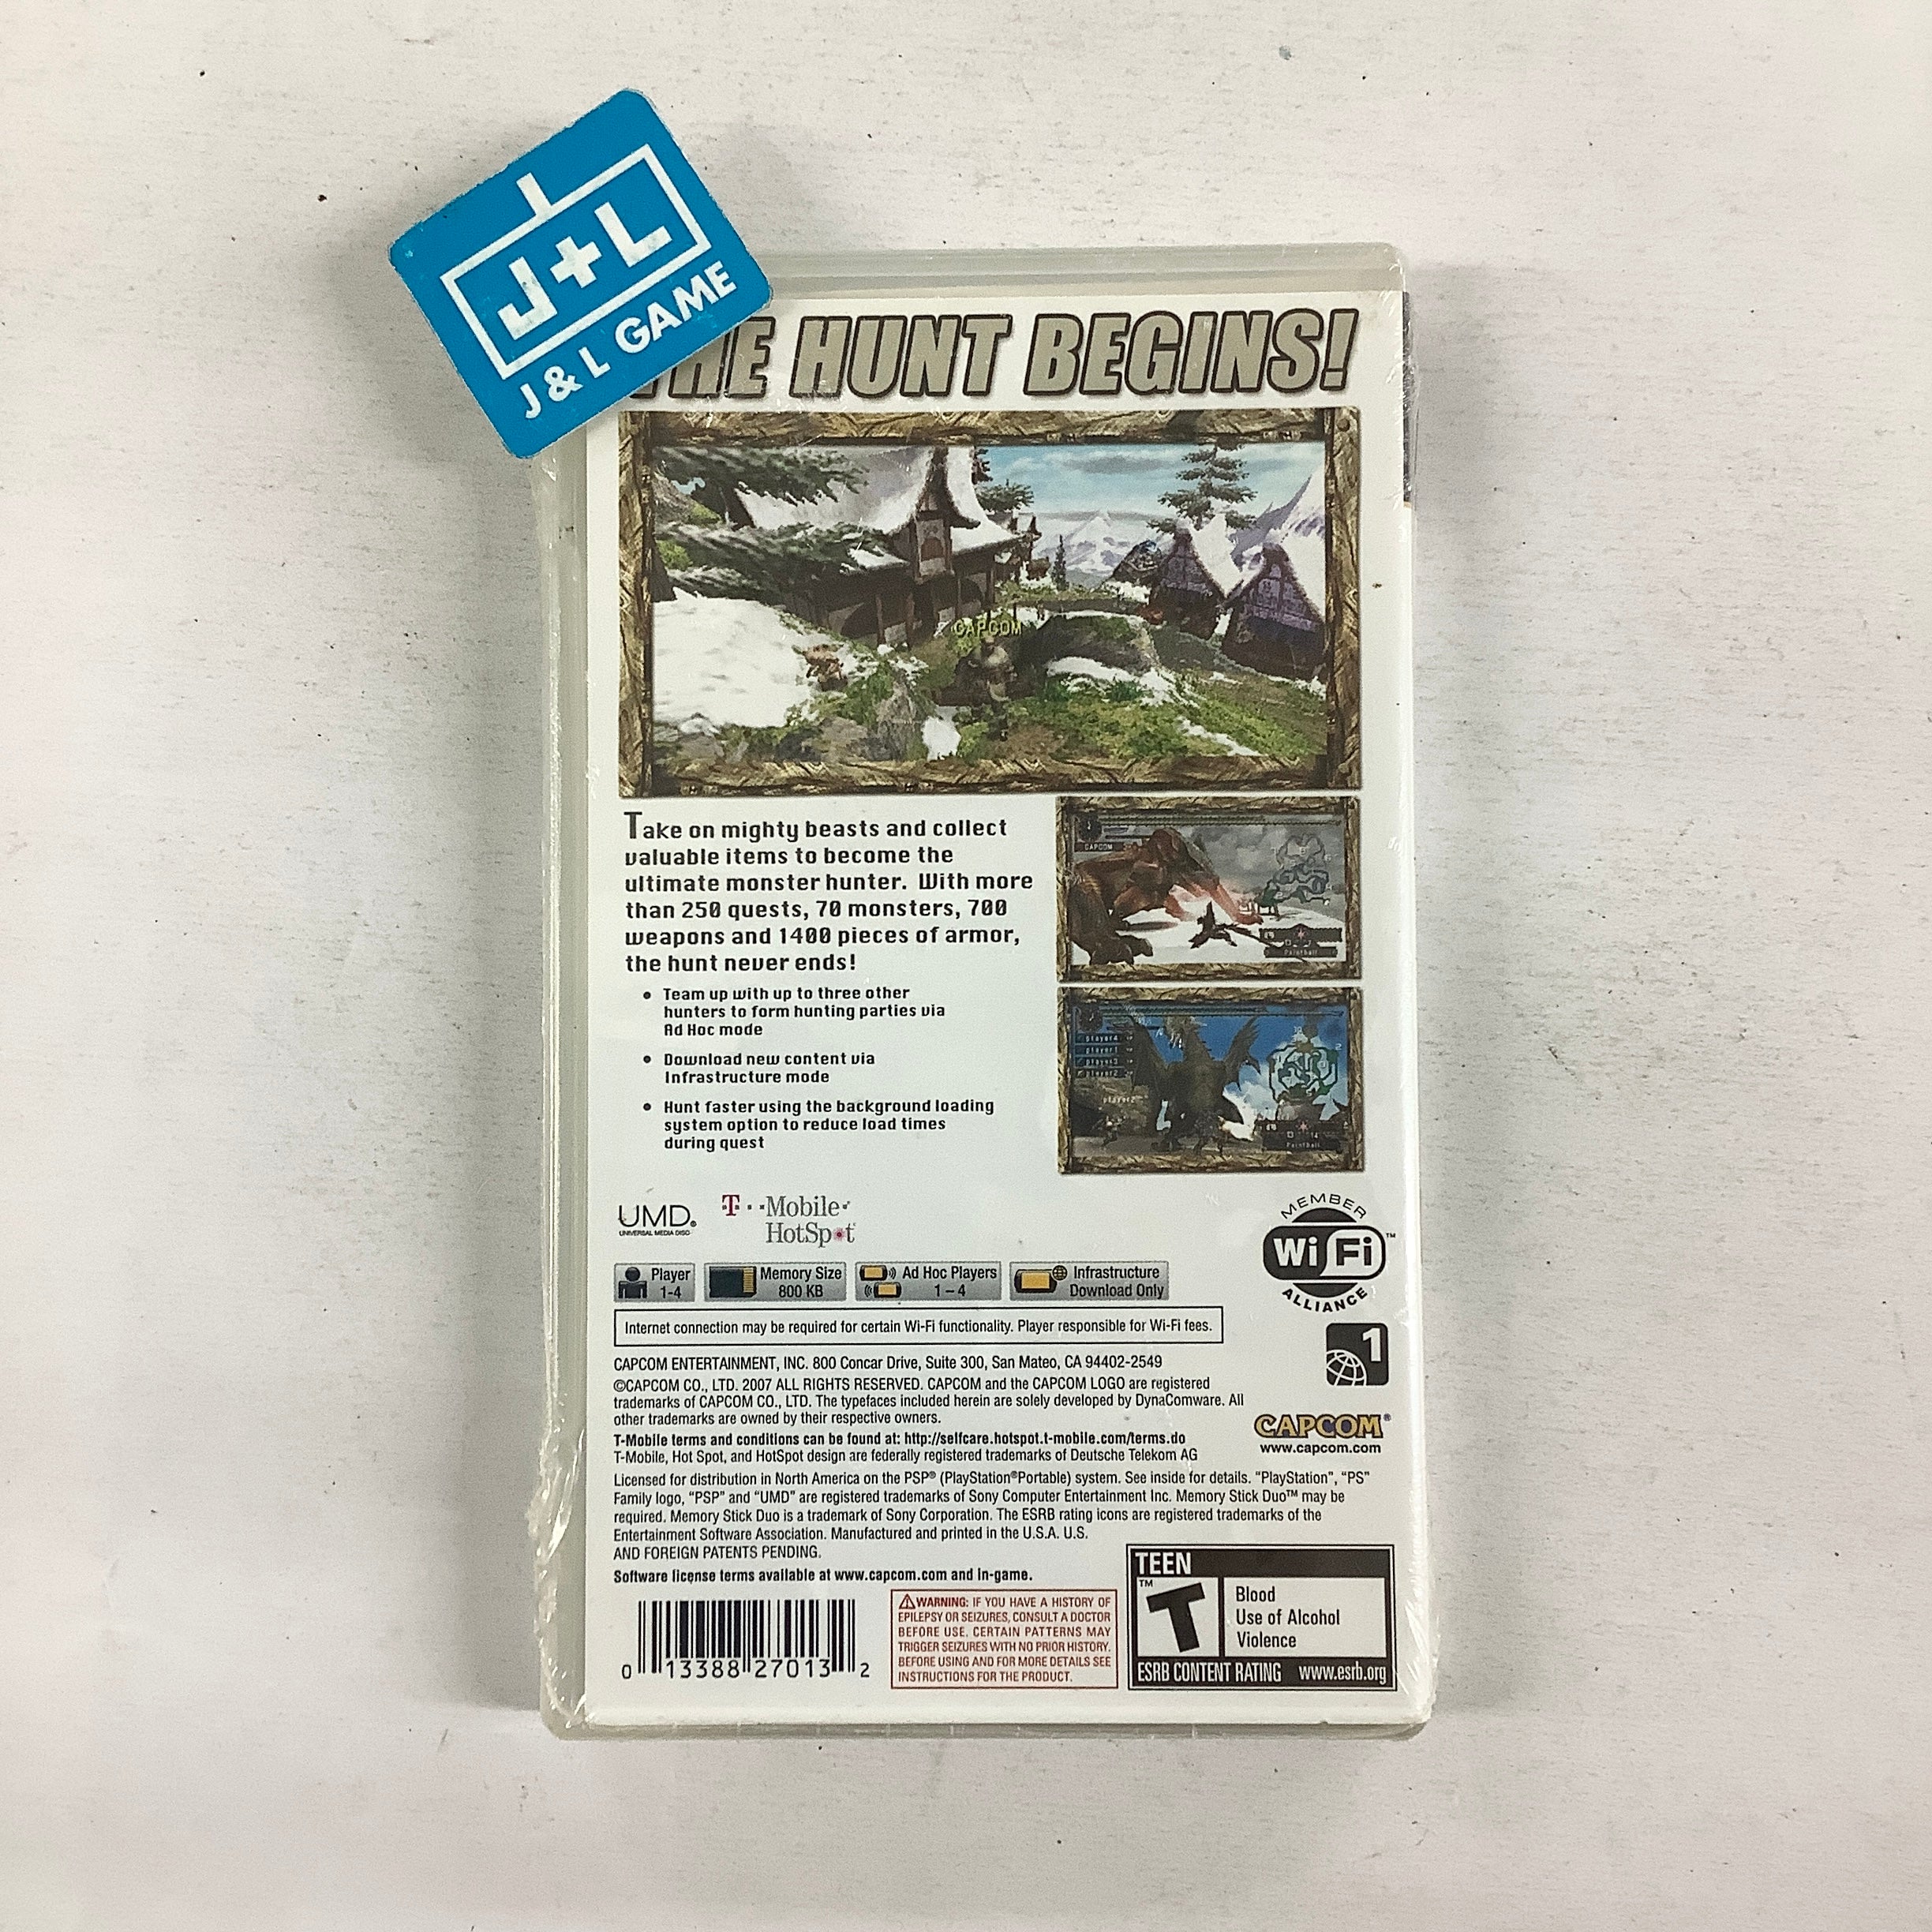 J+L
J & L GAME
THE HUNT BEGINS!
CAPCOM
Take on mighty beasts and collect
valuable items to become the
ultimate monster hunter. With more
than 250 quests, 70 monsters, 700
weapons and 1400 pieces of armor,
the hunt never ends!
• Team up with up to three other
hunters to form hunting parties via
Ad Hoc mode
• Download new content via
Infrastructure mode
• Hunt faster using the background loading
system option to reduce load times
during quest
CAPCOM
Paintball
player4
player1
player3
player2
player2
Paintball
UMD®
UNIVERSAL MEDIA DISC
T··Mobile·
HotSpot
MEMBER
Wi Fi™
ALLIANCE
Player
1-4
Memory Size
800 KB
Ad Hoc Players
1 – 4
Infrastructure
Download Only
Internet connection may be required for certain Wi-Fi functionality. Player responsible for Wi-Fi fees.
1
CAPCOM ENTERTAINMENT, INC. 800 Concar Drive, Suite 300, San Mateo, CA 94402-2549
©CAPCOM CO., LTD. 2007 ALL RIGHTS RESERVED. CAPCOM and the CAPCOM LOGO are registered
trademarks of CAPCOM CO., LTD. The typefaces included herein are solely developed by DynaComware. All
other trademarks are owned by their respective owners.
CAPCOM®
www.capcom.com
T-Mobile terms and conditions can be found at: http://selfcare.hotspot.t-mobile.com/terms.do
T-Mobile, Hot Spot, and HotSpot design are federally registered trademarks of Deutsche Telekom AG
Licensed for distribution in North America on the PSP® (PlayStation®Portable) system. See inside for details. "PlayStation", "PS"
Family logo, "PSP" and "UMD" are registered trademarks of Sony Computer Entertainment Inc. Memory Stick Duo™ may be
required. Memory Stick Duo is a trademark of Sony Corporation. The ESRB rating icons are registered trademarks of the
Entertainment Software Association. Manufactured and printed in the U.S.A. U.S.
AND FOREIGN PATENTS PENDING.
Software license terms available at www.capcom.com and in-game.
0 13388 27013 2
WARNING: IF YOU HAVE A HISTORY OF
EPILEPSY OR SEIZURES, CONSULT A DOCTOR
BEFORE USE. CERTAIN PATTERNS MAY
TRIGGER SEIZURES WITH NO PRIOR HISTORY.
BEFORE USING AND FOR MORE DETAILS SEE
INSTRUCTIONS FOR THE PRODUCT.
TEEN
T™
Blood
Use of Alcohol
Violence
ESRB CONTENT RATING www.esrb.org